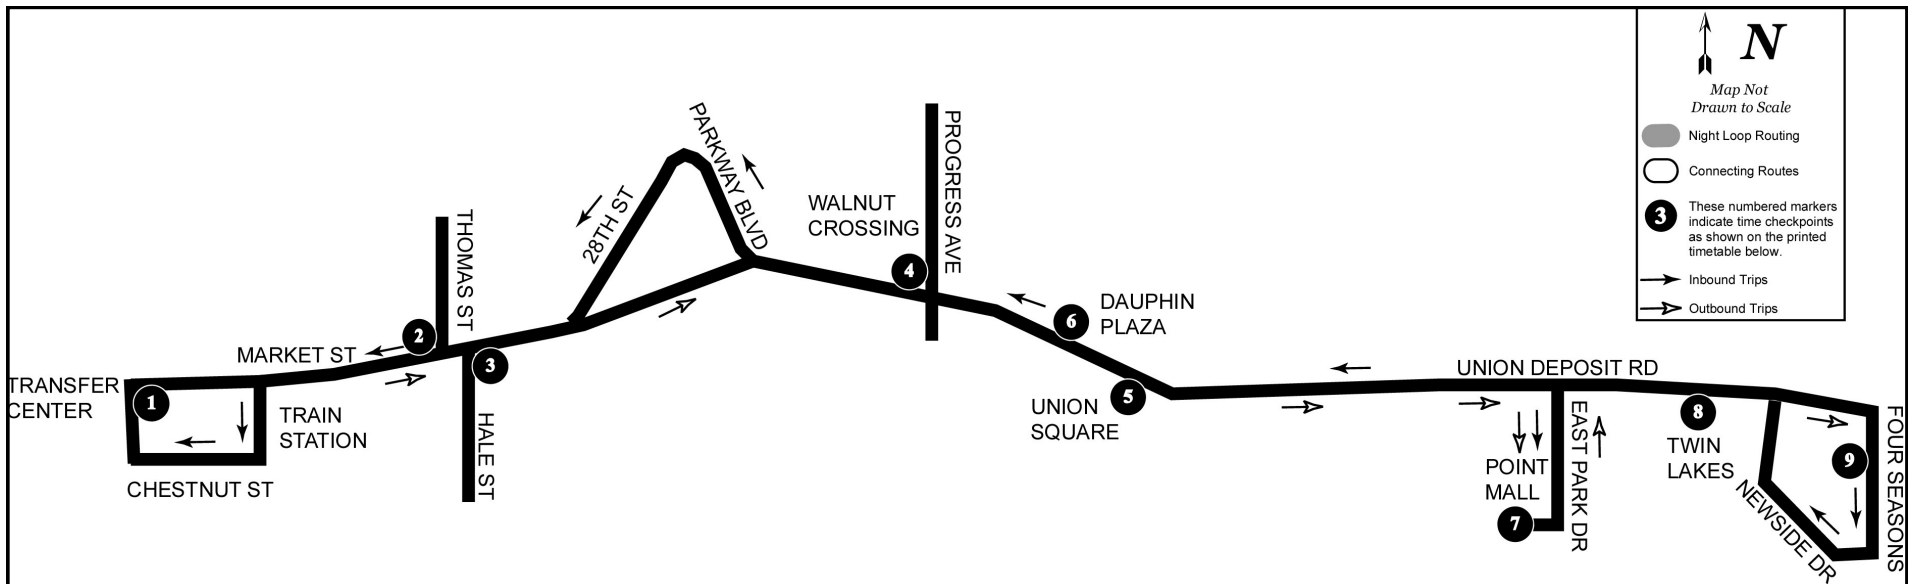 N
Map Not
Drawn to Scale
Night Loop Routing
Connecting Routes
3
These numbered markers
indicate time checkpoints
as shown on the printed
timetable below.
Inbound Trips
Outbound Trips
PARKWAY BLVD
28TH ST
PROGRESS AVE
WALNUT
CROSSING
4
THOMAS ST
2
3
HALE ST
MARKET ST
TRANSFER
CENTER
1
TRAIN
STATION
CHESTNUT ST
6
DAUPHIN
PLAZA
5
UNION
SQUARE
UNION DEPOSIT RD
POINT
MALL
7
EAST PARK DR
8
TWIN
LAKES
9
FOUR SEASONS
NEWSIDE DR